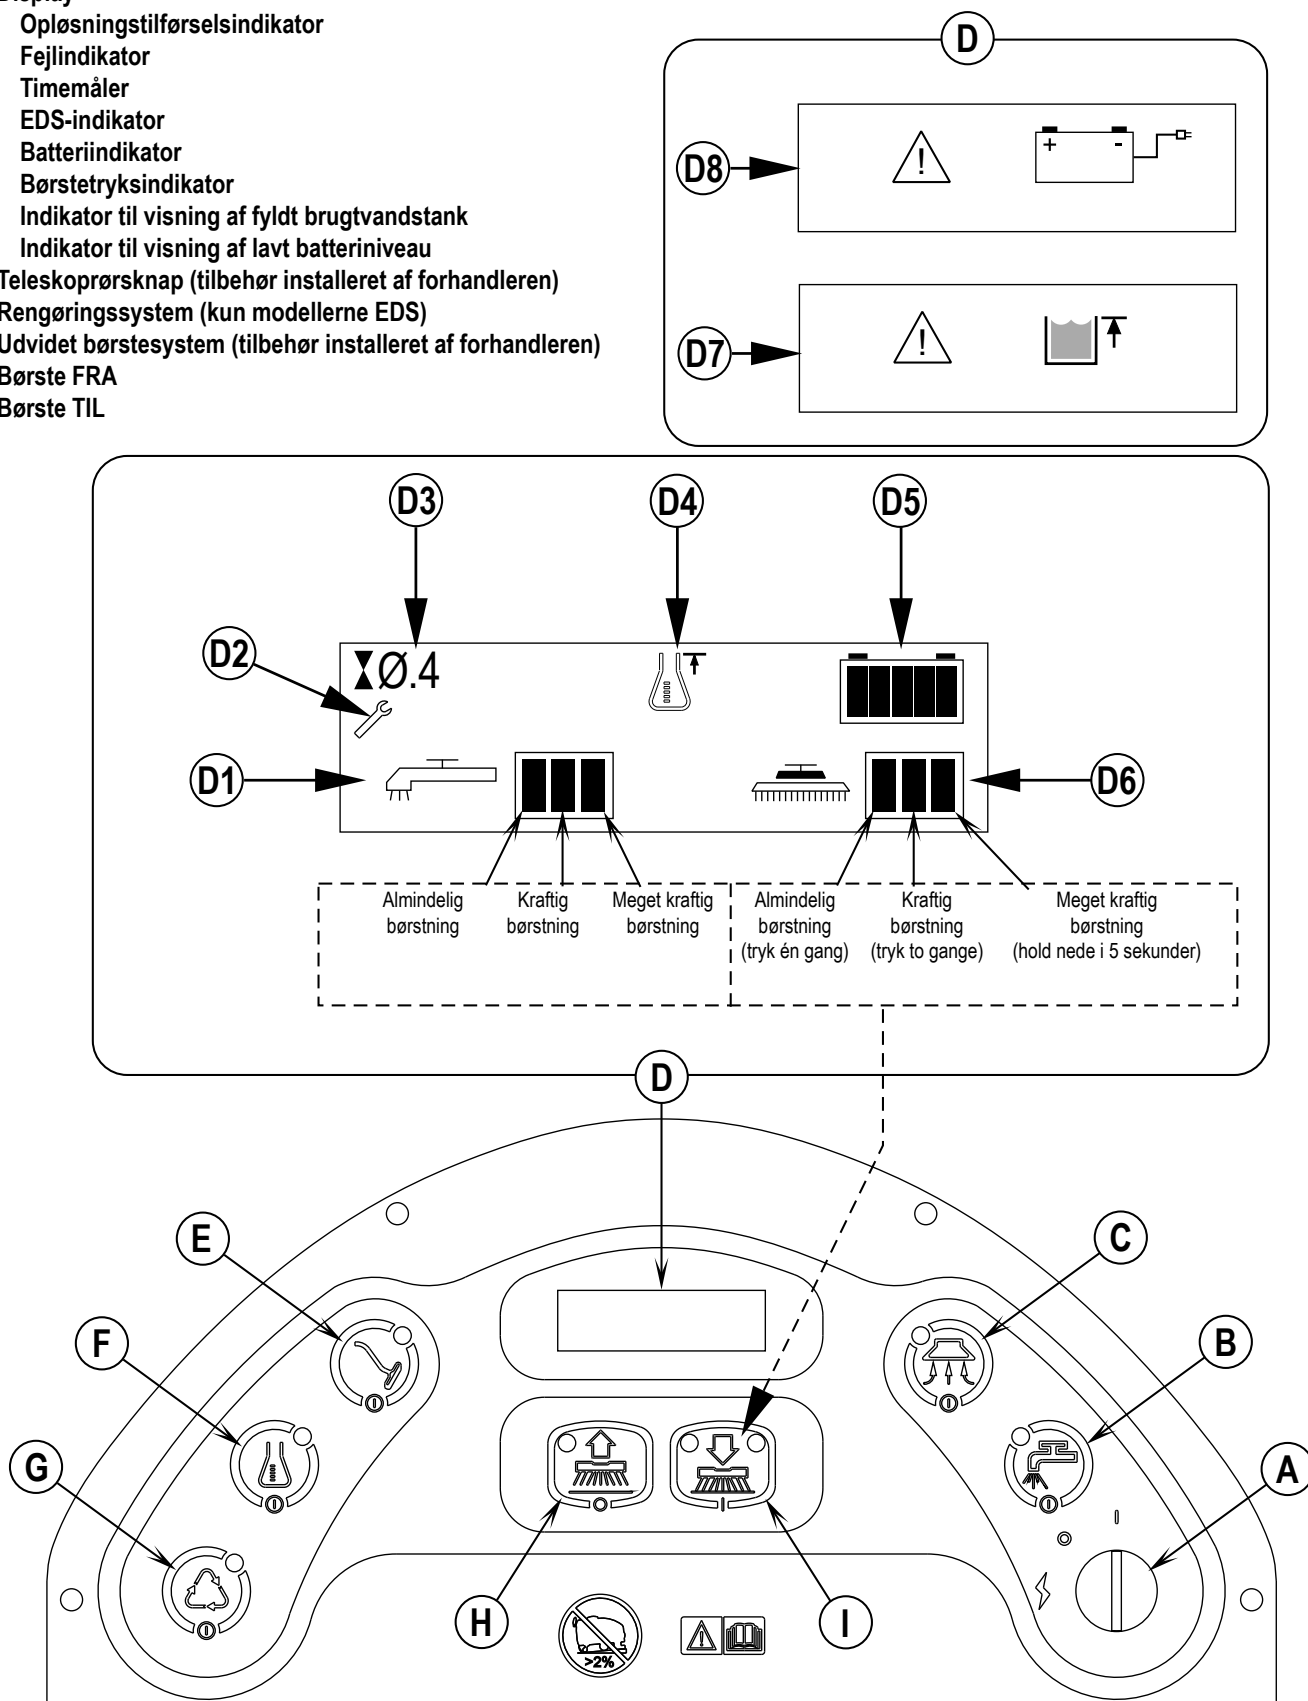 Display
Opløsningstilførselsindikator
Fejlindikator
Timemåler
EDS-indikator
Batteriindikator
Børstetryksindikator
Indikator til visning af fyldt brugtvandstank
Indikator til visning af lavt batteriniveau
Teleskoprørsknap (tilbehør installeret af forhandleren)
Rengøringssystem (kun modellerne EDS)
Udvidet børstesystem (tilbehør installeret af forhandleren)
Børste FRA
Børste TIL
D
D8
! + -
D7
!
D3 D4 D5
D2
Ø.4
D1
D6
Almindelig
børstning
Kraftig
børstning
Meget kraftig
børstning
Almindelig
børstning
(tryk én gang)
Kraftig
børstning
(tryk to gange)
Meget kraftig
børstning
(hold nede i 5 sekunder)
D
E
C
F
B
G
A
H
I
>2%
!